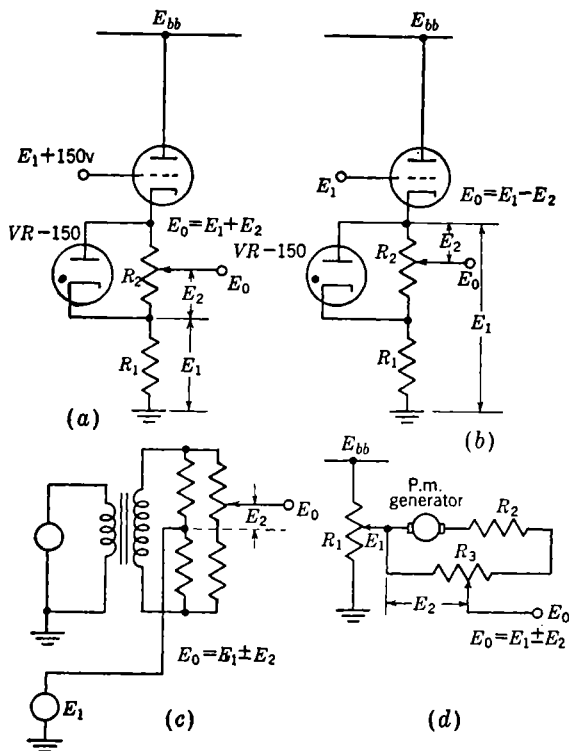 E_bb
E_1+150v
E_0=E_1+E_2
VR-150
R_2
E_2
E_0
R_1
E_1
(a)
E_bb
E_1
E_0=E_1-E_2
VR-150
R_2
E_2
E_0
E_1
R_1
(b)
E_0
E_2
E_0=E_1±E_2
E_1
(c)
E_bb
P.m.
generator
R_2
R_1
E_1
R_3
E_2
E_0
E_0=E_1±E_2
(d)